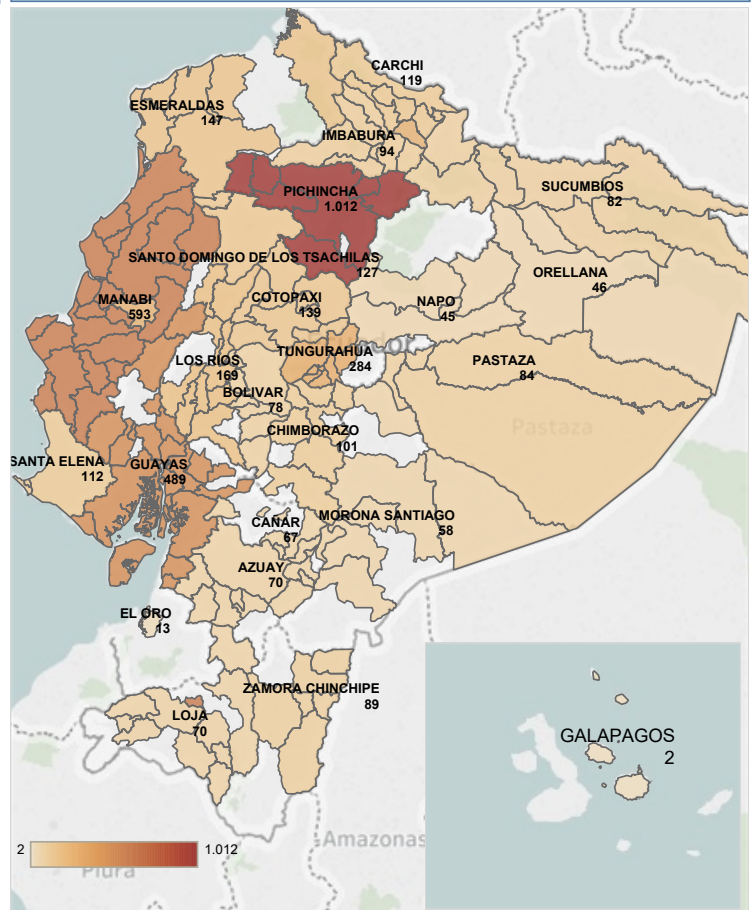 CARCHI
119
ESMERALDAS
147
IMBABURA
94
PICHINCHA
1.012
SUCUMBIOS
82
SANTO DOMINGO DE LOS TSACHILAS
127
ORELLANA
46
MANABI
593
COTOPAXI
139
NAPO
45
LOS RIOS
169
TUNGURAHUA
284
PASTAZA
84
BOLIVAR
78
Pastaza
CHIMBORAZO
101
SANTA ELENA
112
GUAYAS
489
CAÑAR
67
MORONA SANTIAGO
58
AZUAY
70
EL ORO
13
ZAMORA CHINCHIPE
89
LOJA
70
GALAPAGOS
2
2
1.012
Amazonas
Piura